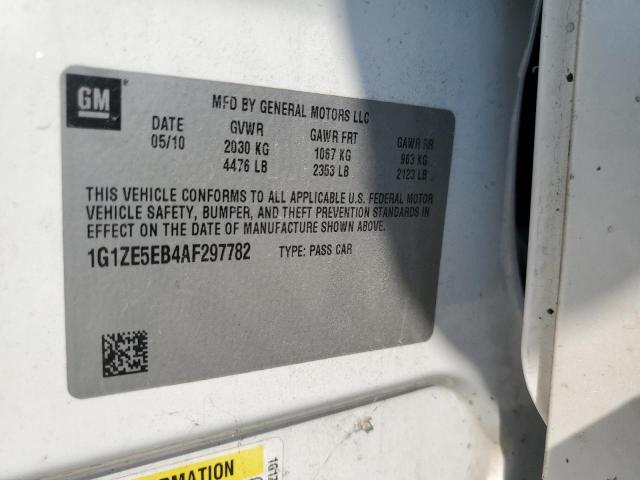 GM
MFD BY GENERAL MOTORS LLC
DATE GVWR GAWR FRT GAWR RR
05/10 2030 KG 1067 KG 963 KG
4476 LB 2353 LB 2123 LB
THIS VEHICLE CONFORMS TO ALL APPLICABLE U.S. FEDERAL MOTOR
VEHICLE SAFETY, BUMPER, AND THEFT PREVENTION STANDARDS IN
EFFECT ON THE DATE OF MANUFACTURE SHOWN ABOVE.
1G1ZE5EB4AF297782 TYPE: PASS CAR